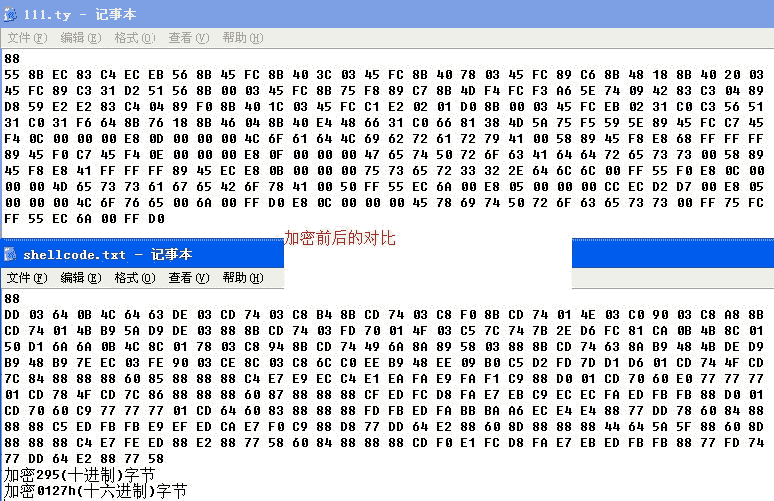 111.ty - 记事本
文件(F) 编辑(E) 格式(O) 查看(V) 帮助(H)
88
55 8B EC 83 C4 EC EB 56 8B 45 FC 8B 40 3C 03 45 FC 8B 40 78 03 45 FC 89 C6 8B 48 18 8B 40 20 03
45 FC 89 C3 31 D2 51 56 8B 00 03 45 FC 8B 75 F8 89 C7 8B 4D F4 FC F3 A6 5E 74 09 42 83 C3 04 89
D8 59 E2 E2 83 C4 04 89 F0 8B 40 1C 03 45 FC C1 E2 02 01 D0 8B 00 03 45 FC EB 02 31 C0 C3 56 51
31 C0 31 F6 64 8B 76 18 8B 46 04 8B 40 E4 48 66 31 C0 66 81 38 4D 5A 75 F5 59 5E 89 45 FC C7 45
F4 0C 00 00 00 E8 0D 00 00 00 4C 6F 61 64 4C 69 62 72 61 72 79 41 00 58 89 45 F8 E8 68 FF FF FF
89 45 F0 C7 45 F4 0E 00 00 00 E8 0F 00 00 00 47 65 74 50 72 6F 63 41 64 64 72 65 73 73 00 58 89
45 F8 E8 41 FF FF FF 89 45 EC E8 0B 00 00 00 75 73 65 72 33 32 2E 64 6C 6C 00 FF 55 F0 E8 0C 00
00 00 4D 65 73 73 61 67 65 42 6F 78 41 00 50 FF 55 EC 6A 00 E8 05 00 00 00 CC EC D2 D7 00 E8 05
00 00 00 4C 6F 76 65 00 6A 00 FF D0 E8 0C 00 00 00 45 78 69 74 50 72 6F 63 65 73 73 00 FF 75 FC
FF 55 EC 6A 00 FF D0
加密前后的对比
shellcode.txt - 记事本
文件(F) 编辑(E) 格式(O) 查看(V) 帮助(H)
88
DD 03 64 0B 4C 64 63 DE 03 CD 74 03 C8 B4 8B CD 74 03 C8 F0 8B CD 74 01 4E 03 C0 90 03 C8 A8 8B
CD 74 01 4B B9 5A D9 DE 03 88 8B CD 74 03 FD 70 01 4F 03 C5 7C 74 7B 2E D6 FC 81 CA 0B 4B 8C 01
50 D1 6A 6A 0B 4C 8C 01 78 03 C8 94 8B CD 74 49 6A 8A 89 58 03 88 8B CD 74 63 8A B9 48 4B DE D9
B9 48 B9 7E EC 03 FE 90 03 CE 8C 03 C8 6C C0 EE B9 48 EE 09 B0 C5 D2 FD 7D D1 D6 01 CD 74 4F CD
7C 84 88 88 88 60 85 88 88 88 C4 E7 E9 EC C4 E1 EA FA E9 FA F1 C9 88 D0 01 CD 70 60 E0 77 77 77
01 CD 78 4F CD 7C 86 88 88 88 60 87 88 88 88 CF ED FC D8 FA E7 EB C9 EC EC FA ED FB FB 88 D0 01
CD 70 60 C9 77 77 77 01 CD 64 60 83 88 88 88 FD FB ED FA BB BA A6 EC E4 E4 88 77 DD 78 60 84 88
88 88 C5 ED FB FB E9 EF ED CA E7 F0 C9 88 D8 77 DD 64 E2 88 60 8D 88 88 88 44 64 5A 5F 88 60 8D
88 88 88 C4 E7 FE ED 88 E2 88 77 58 60 84 88 88 88 CD F0 E1 FC D8 FA E7 EB ED FB FB 88 77 FD 74
77 DD 64 E2 88 77 58
加密295(十进制)字节
加密0127h(十六进制)字节